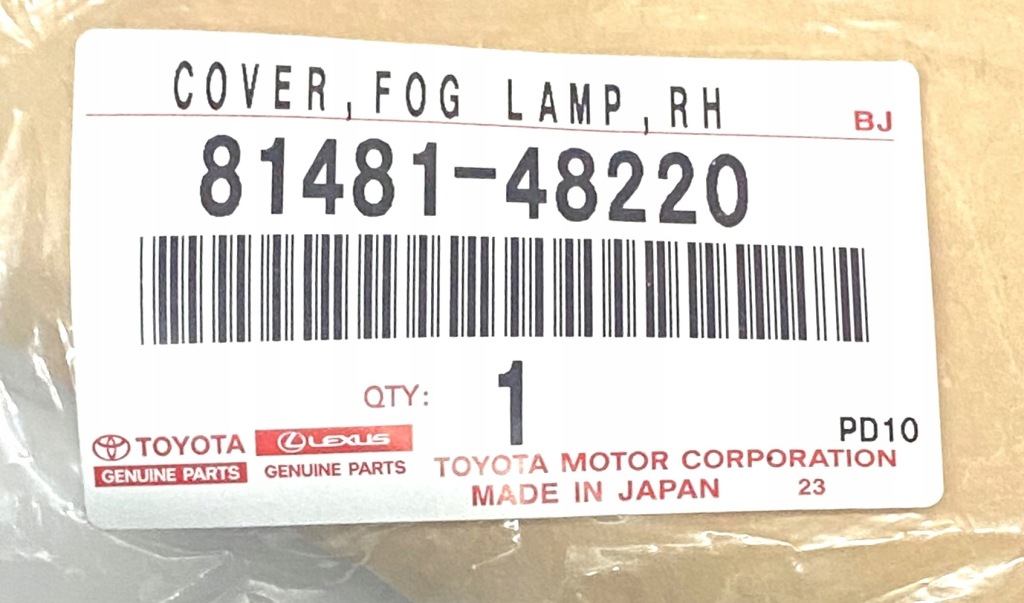 COVER,FOG LAMP,RH
BJ
81481-48220
QTY: 1
PD10
TOYOTA LEXUS
GENUINE PARTS GENUINE PARTS
TOYOTA MOTOR CORPORATION
MADE IN JAPAN 23